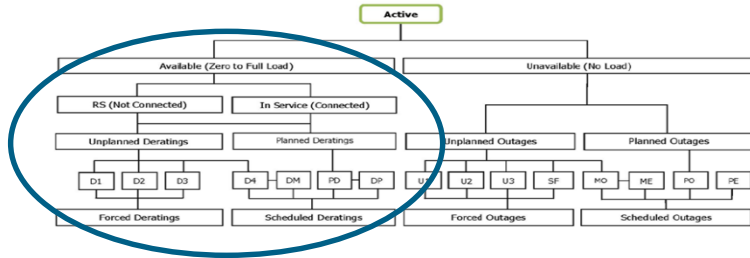 Active
Available (Zero to Full Load) Unavailable (No Load)
RS (Not Connected) In Service (Connected)
Unplanned Deratings Planned Deratings Unplanned Outages Planned Outages
D1 D2 D3 D4 DM PD DP U1 U2 U3 SF MO ME PO PE
Forced Deratings Scheduled Deratings Forced Outages Scheduled Outages